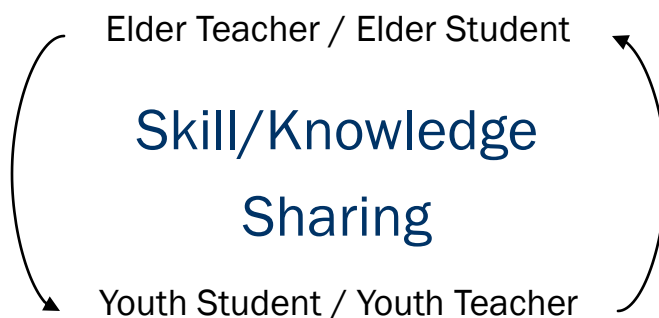 Elder Teacher / Elder Student
Skill/Knowledge
Sharing
Youth Student / Youth Teacher